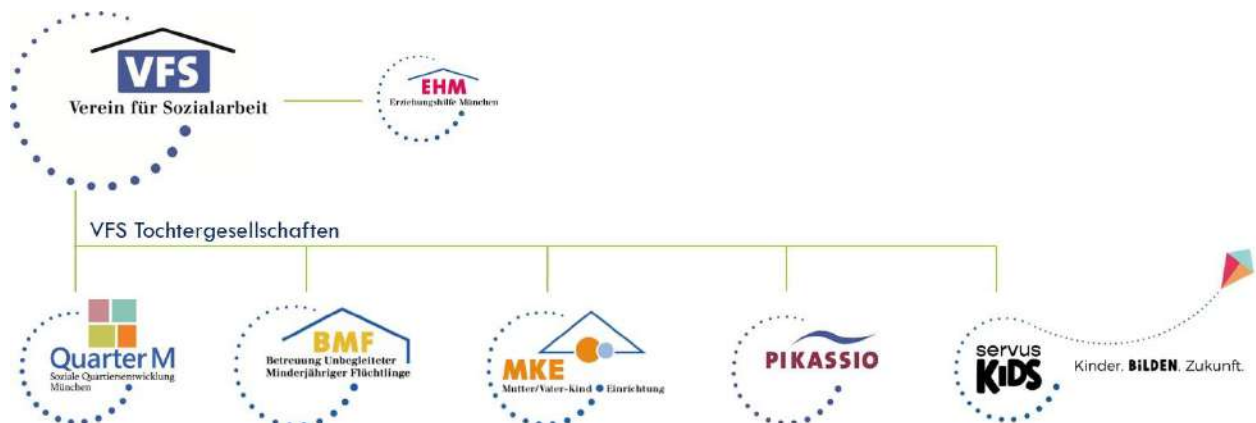 VFS
Verein für Sozialarbeit
EHM
Erziehungshilfe München
VFS Tochtergesellschaften
Quarter M
Soziale Quartiersentwicklung
München
BMF
Betreuung Unbegleiteter
Minderjähriger Flüchtlinge
MKE
Mutter/Vater-Kind Einrichtung
PIKASSIO
servus
KiDS
Kinder. BiLDEN. Zukunft.